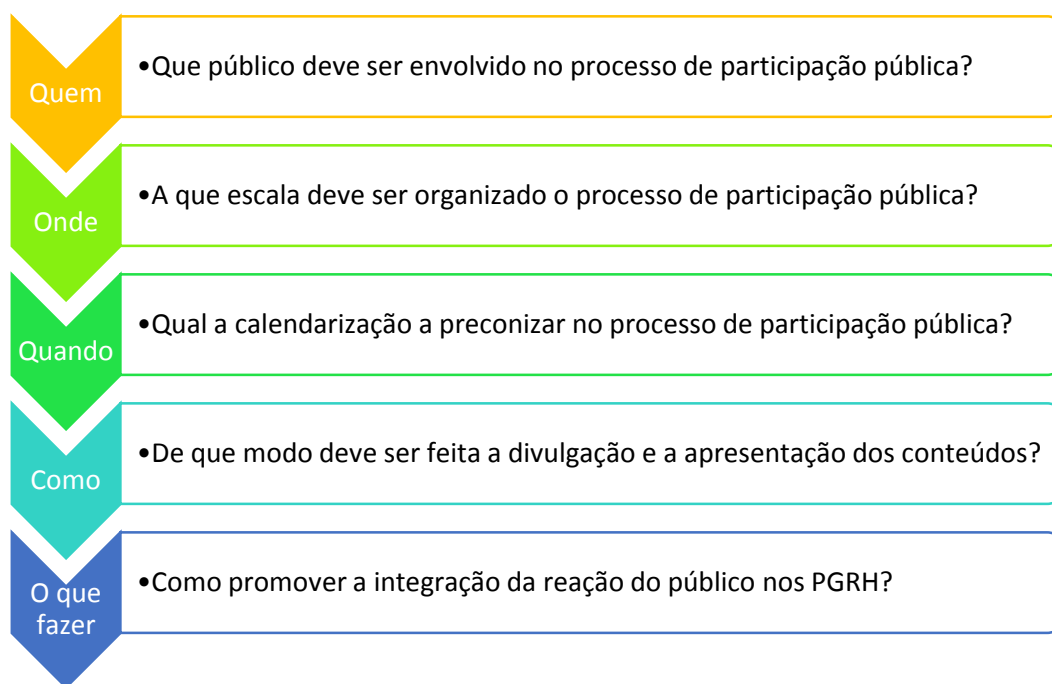 Quem
•Que público deve ser envolvido no processo de participação pública?
Onde
•A que escala deve ser organizado o processo de participação pública?
Quando
•Qual a calendarização a preconizar no processo de participação pública?
Como
•De que modo deve ser feita a divulgação e a apresentação dos conteúdos?
O que
fazer
•Como promover a integração da reação do público nos PGRH?